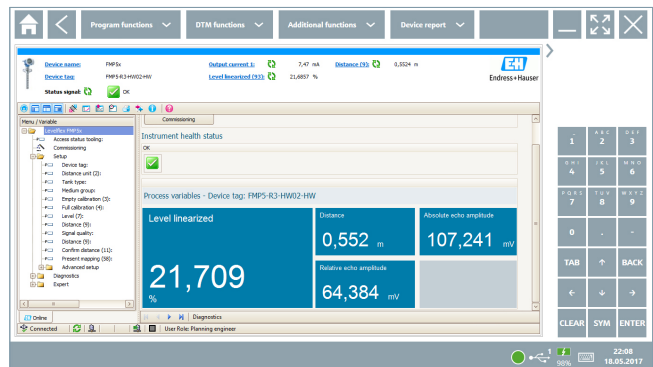 Program functions
DTM functions
Additional functions
Device report
Device name: FMP5x
Output current 1: 7,47 mA
Distance (9): 0,5524 m
Endress+Hauser
Device tag: FMP5-R3-HW02-HW
Level linearized (93): 21,6857 %
Status signal: OK
Menu / Variable
Levelflex FMP5x
Access status tooling:
Commissioning
Setup
Device tag:
Distance unit (2):
Tank type:
Medium group:
Empty calibration (3):
Full calibration (4):
Level (7):
Distance (9):
Signal quality:
Distance (9):
Confirm distance (11):
Present mapping (58):
Advanced setup
Diagnostics
Expert
Online
Commissioning
Instrument health status
OK
Process variables - Device tag: FMP5-R3-HW02-HW
Level linearized
21,709
%
Distance
0,552 m
Absolute echo amplitude
107,241 mV
Relative echo amplitude
64,384 mV
Diagnostics
Connected
User Role: Planning engineer
1
ABC
2
DEF
3
GHI
4
JKL
5
MNO
6
PQRS
7
TUV
8
WXYZ
9
0 . -
TAB ↑ BACK
← ↓ →
CLEAR SYM ENTER
1
98%
22:08
18.05.2017